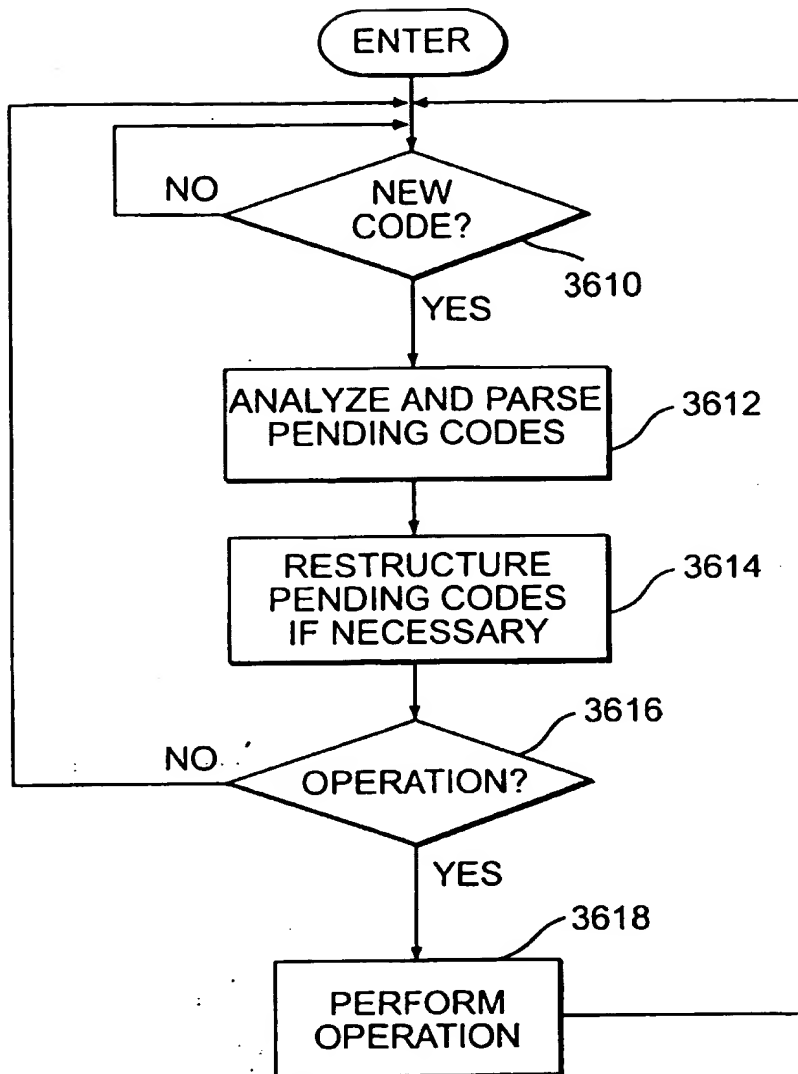 ENTER
NO
NEW
CODE?
3610
YES
ANALYZE AND PARSE
PENDING CODES
3612
RESTRUCTURE
PENDING CODES
IF NECESSARY
3614
3616
NO
OPERATION?
YES
3618
PERFORM
OPERATION